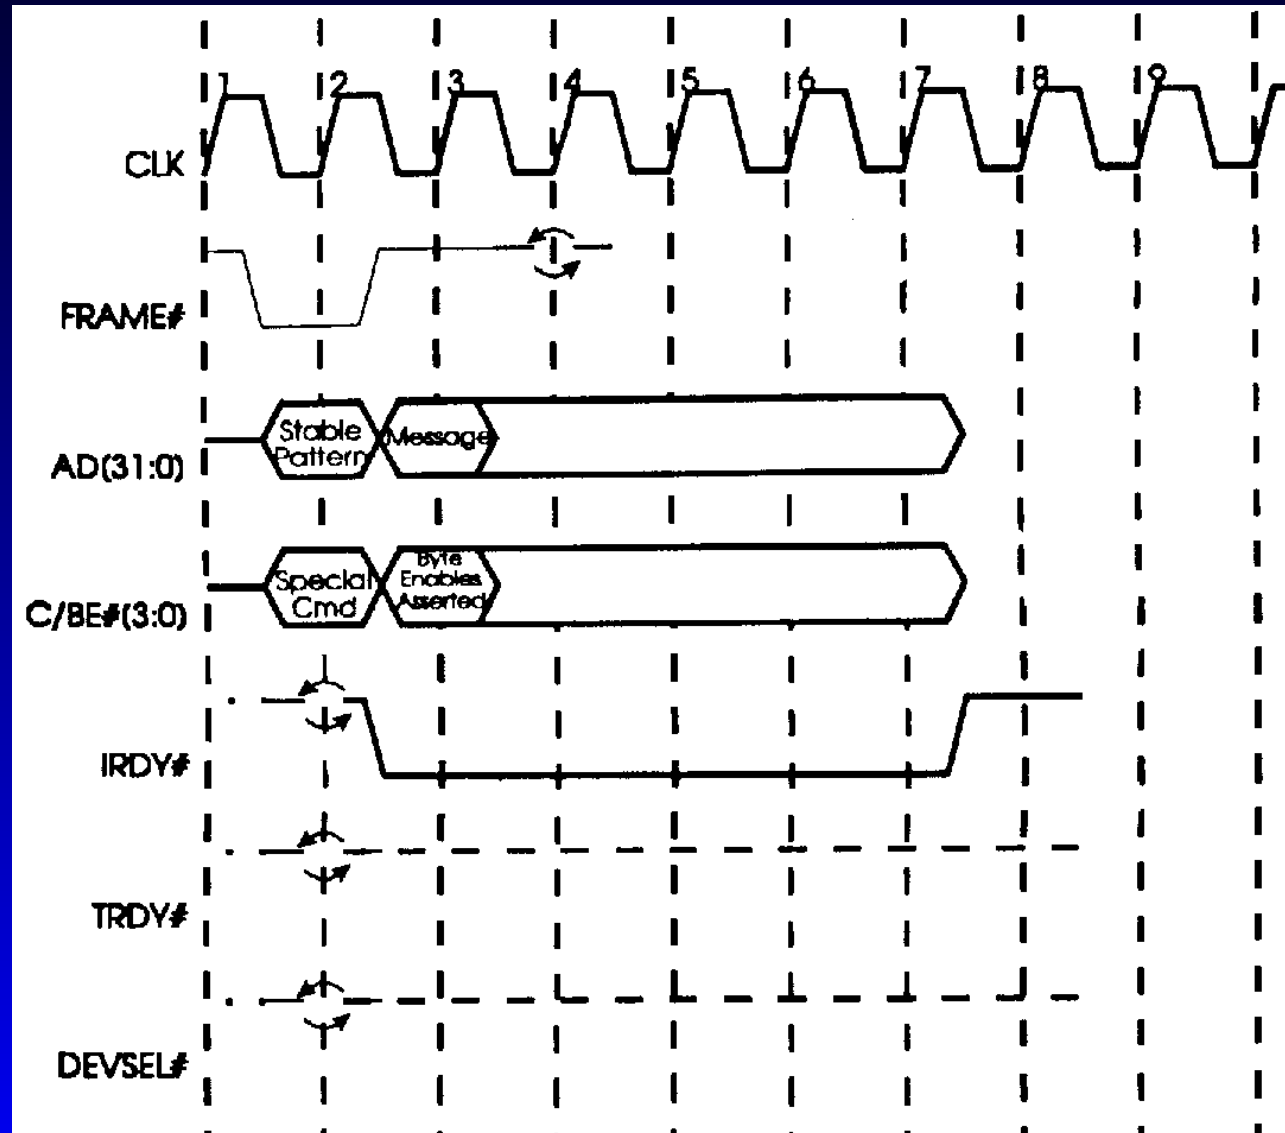 1 2 3 4 5 6 7 8 9
CLK
FRAME#
AD(31:0)
Stable
Pattern
Message
C/BE#(3:0)
Special
Cmd
Byte
Enables
Asserted
IRDY#
TRDY#
DEVSEL#